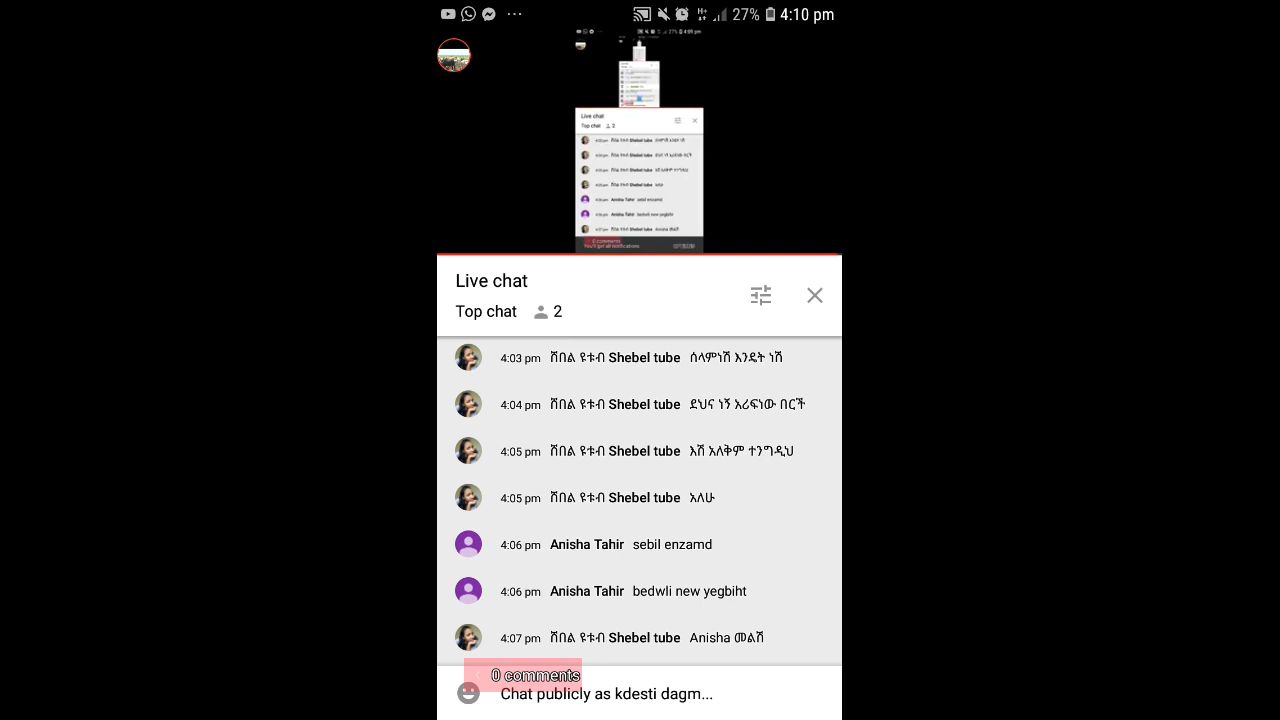 27% 4:10 pm
Live chat
Top chat 2
4:03 pm ሸበል ዩቱብ Shebel tube ሰላምነሽ እንዴት ነሽ
4:04 pm ሸበል ዩቱብ Shebel tube ደህና ነኝ አሪፍነው በርች
4:05 pm ሸበል ዩቱብ Shebel tube እሽ አለቅም ተንግዲህ
4:05 pm ሸበል ዩቱብ Shebel tube አለሁ
4:06 pm Anisha Tahir sebil enzamd
4:06 pm Anisha Tahir bedwli new yegbiht
4:07 pm ሸበል ዩቱብ Shebel tube Anisha መልሽ
0 comments
Chat publicly as kdesti dagm...